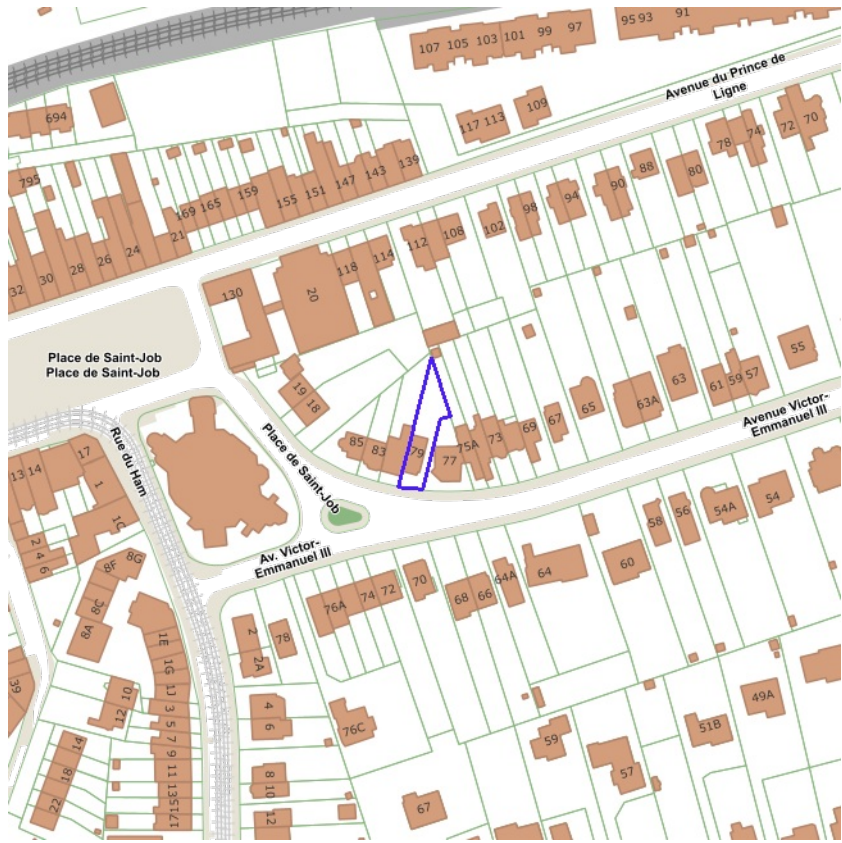 107 105 103 101 99 97
95 93 91
Avenue du Prince de
Ligne
694
117 113 109
78 74 72 70
795
169 165 159 155 151 147 143 139
88 80
98 94 90
32 30 28 26 24 21
112 108 102
130 20 118 114
Place de Saint-Job
Place de Saint-Job
19 18
Place de Saint-Job
Rue du Ham
85 83 79 77 75A 73 69 67 65 63A 63 61 59 57 55
Avenue Victor-
Emmanuel III
13 14 17 1 1C
2 4 6
Av. Victor-
Emmanuel III
8F 8G 8C 8A
76A 74 72 70 68 66 64A 64 60 58 56 54A 54
2 2A 78
1E 1G 1J 3 5 7 9 11 13 15 17
39
10 12
4 6
76C
59 51B 49A
14 18 22
8 10 12
67 57